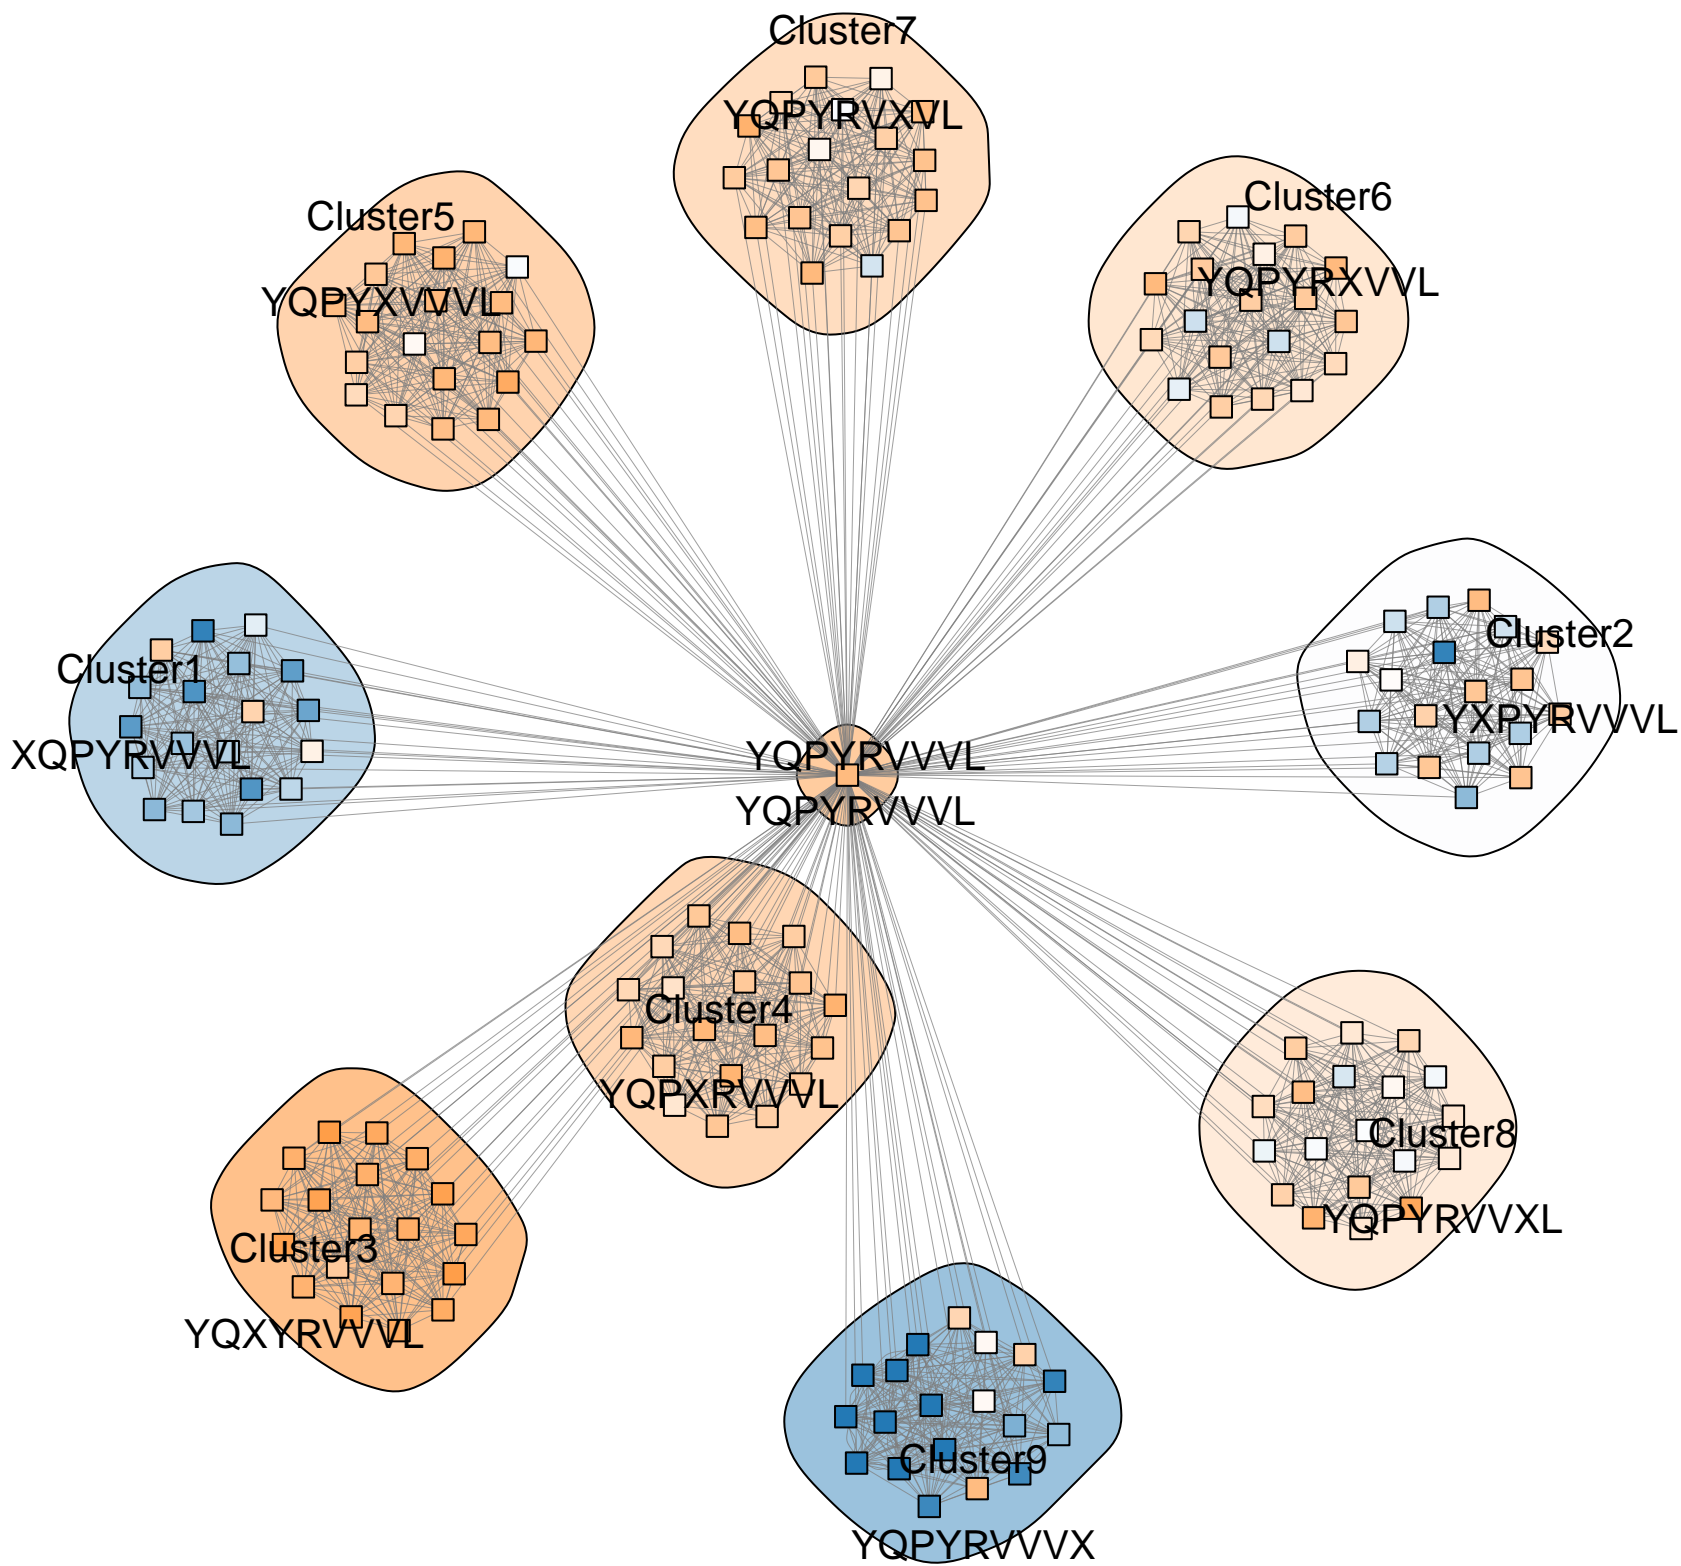 Cluster7
YQPYRVXVL
Cluster5
YQPYXVVVL
Cluster6
YQPYRXVVL
Cluster1
XQPYRVVVL
Cluster2
YXPYRVVVL
YQPYRVVVL
YQPYRVVVL
Cluster4
YQPXRVVVL
Cluster8
YQPYRVVXL
Cluster3
YQXYRVVVL
Cluster9
YQPYRVVVX